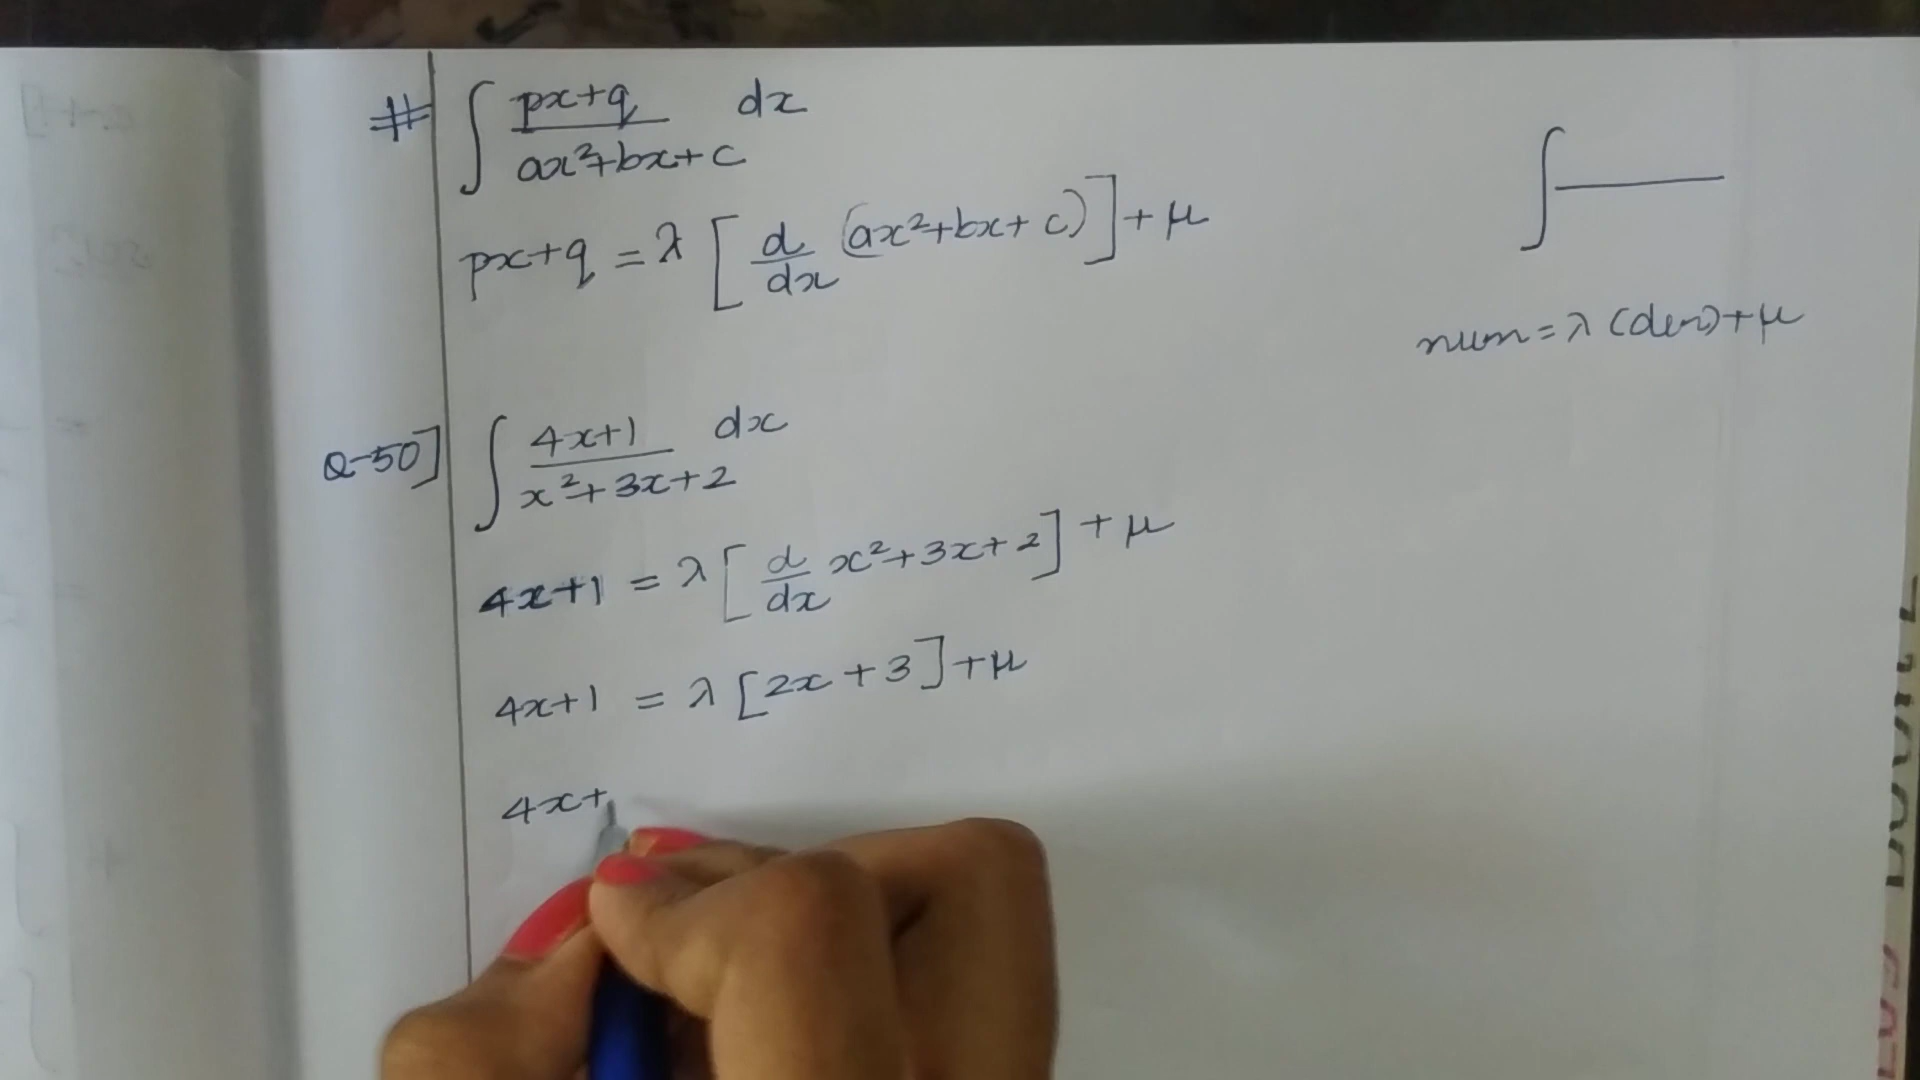 # ∫ px+q / ax²+bx+c dx
px+q = λ [ d/dx (ax²+bx+c) ] + μ
∫
num = λ (den) + μ
Q-50] ∫ 4x+1 / x²+3x+2 dx
4x+1 = λ [ d/dx x²+3x+2 ] + μ
4x+1 = λ [2x+3] + μ
4x+